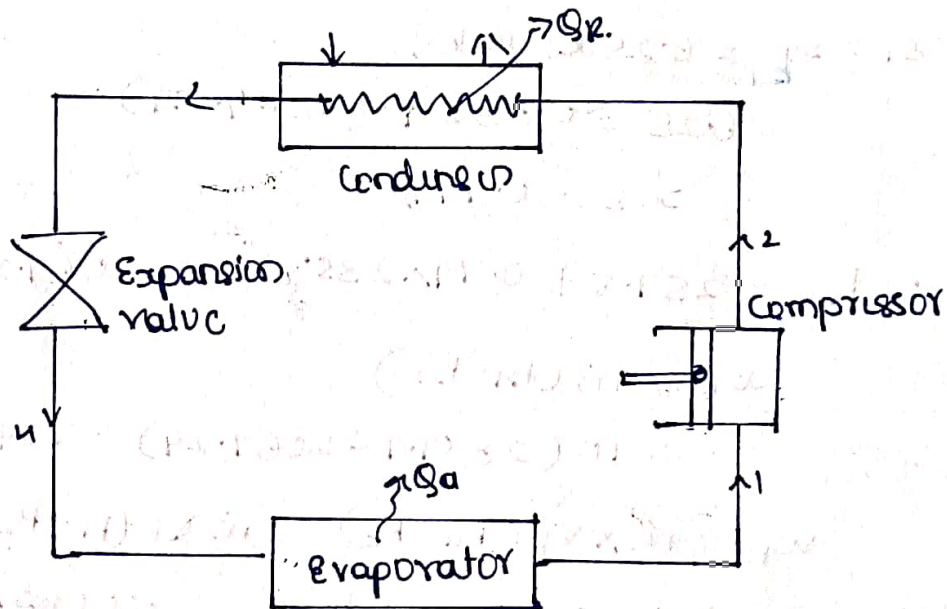 QR.
Condenser
Expansion
valve
2
Compressor
4
1
Qa
Evaporator